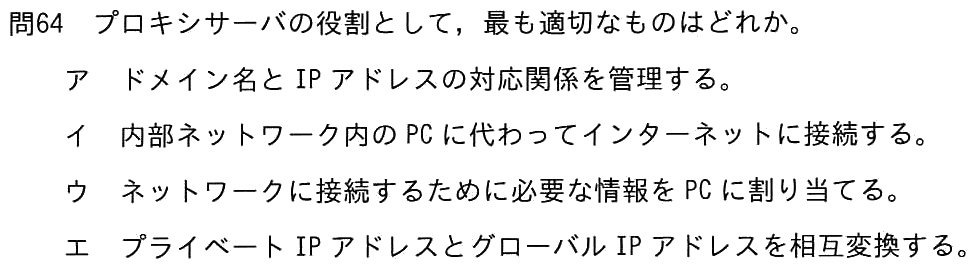 問64 プロキシサーバの役割として，最も適切なものはどれか。
ア ドメイン名と IP アドレスの対応関係を管理する。
イ 内部ネットワーク内の PC に代わってインターネットに接続する。
ウ ネットワークに接続するために必要な情報を PC に割り当てる。
エ プライベート IP アドレスとグローバル IP アドレスを相互変換する。